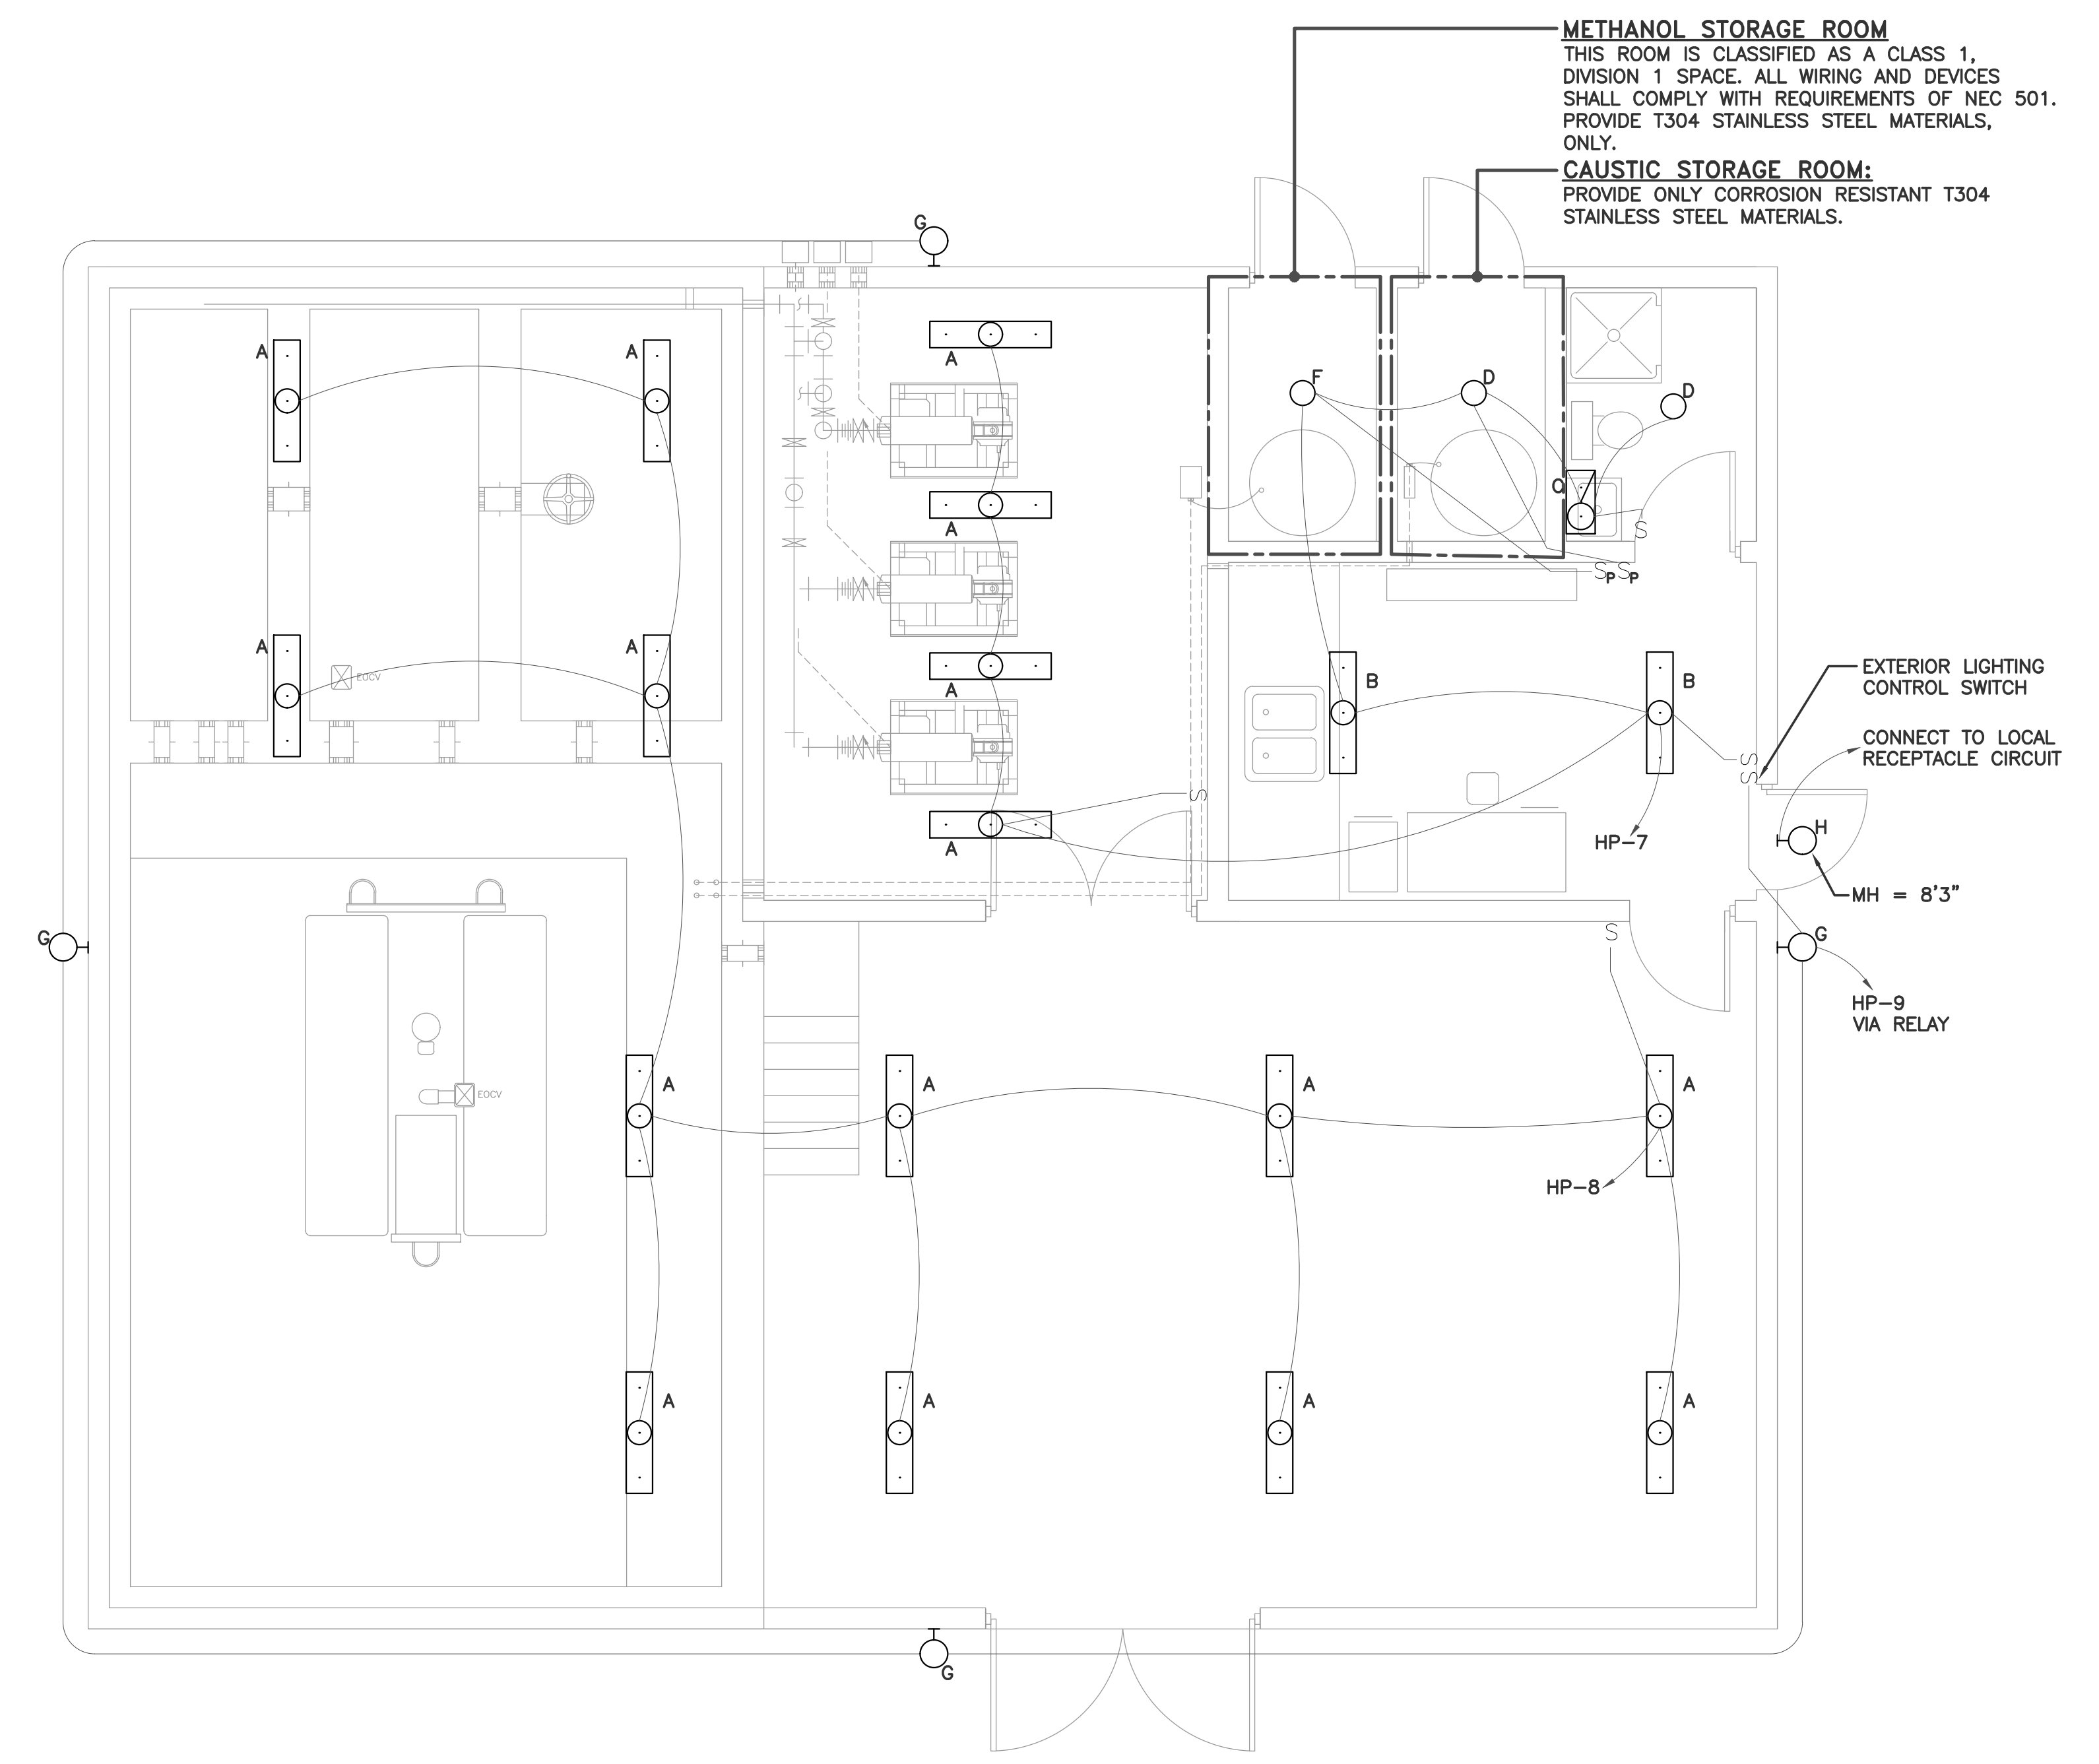 METHANOL STORAGE ROOM
THIS ROOM IS CLASSIFIED AS A CLASS 1,
DIVISION 1 SPACE. ALL WIRING AND DEVICES
SHALL COMPLY WITH REQUIREMENTS OF NEC 501.
PROVIDE T304 STAINLESS STEEL MATERIALS,
ONLY.
CAUSTIC STORAGE ROOM:
PROVIDE ONLY CORROSION RESISTANT T304
STAINLESS STEEL MATERIALS.
G
A
A
A
F
D
D
A
C
S
SP SP
A
A
EOCV
A
B
B
EXTERIOR LIGHTING
CONTROL SWITCH
CONNECT TO LOCAL
RECEPTACLE CIRCUIT
S
S
S
A
HP-7
H
MH = 8'3"
G
S
G
HP-9
VIA RELAY
EOCV
A
A
A
A
HP-8
A
A
A
A
G